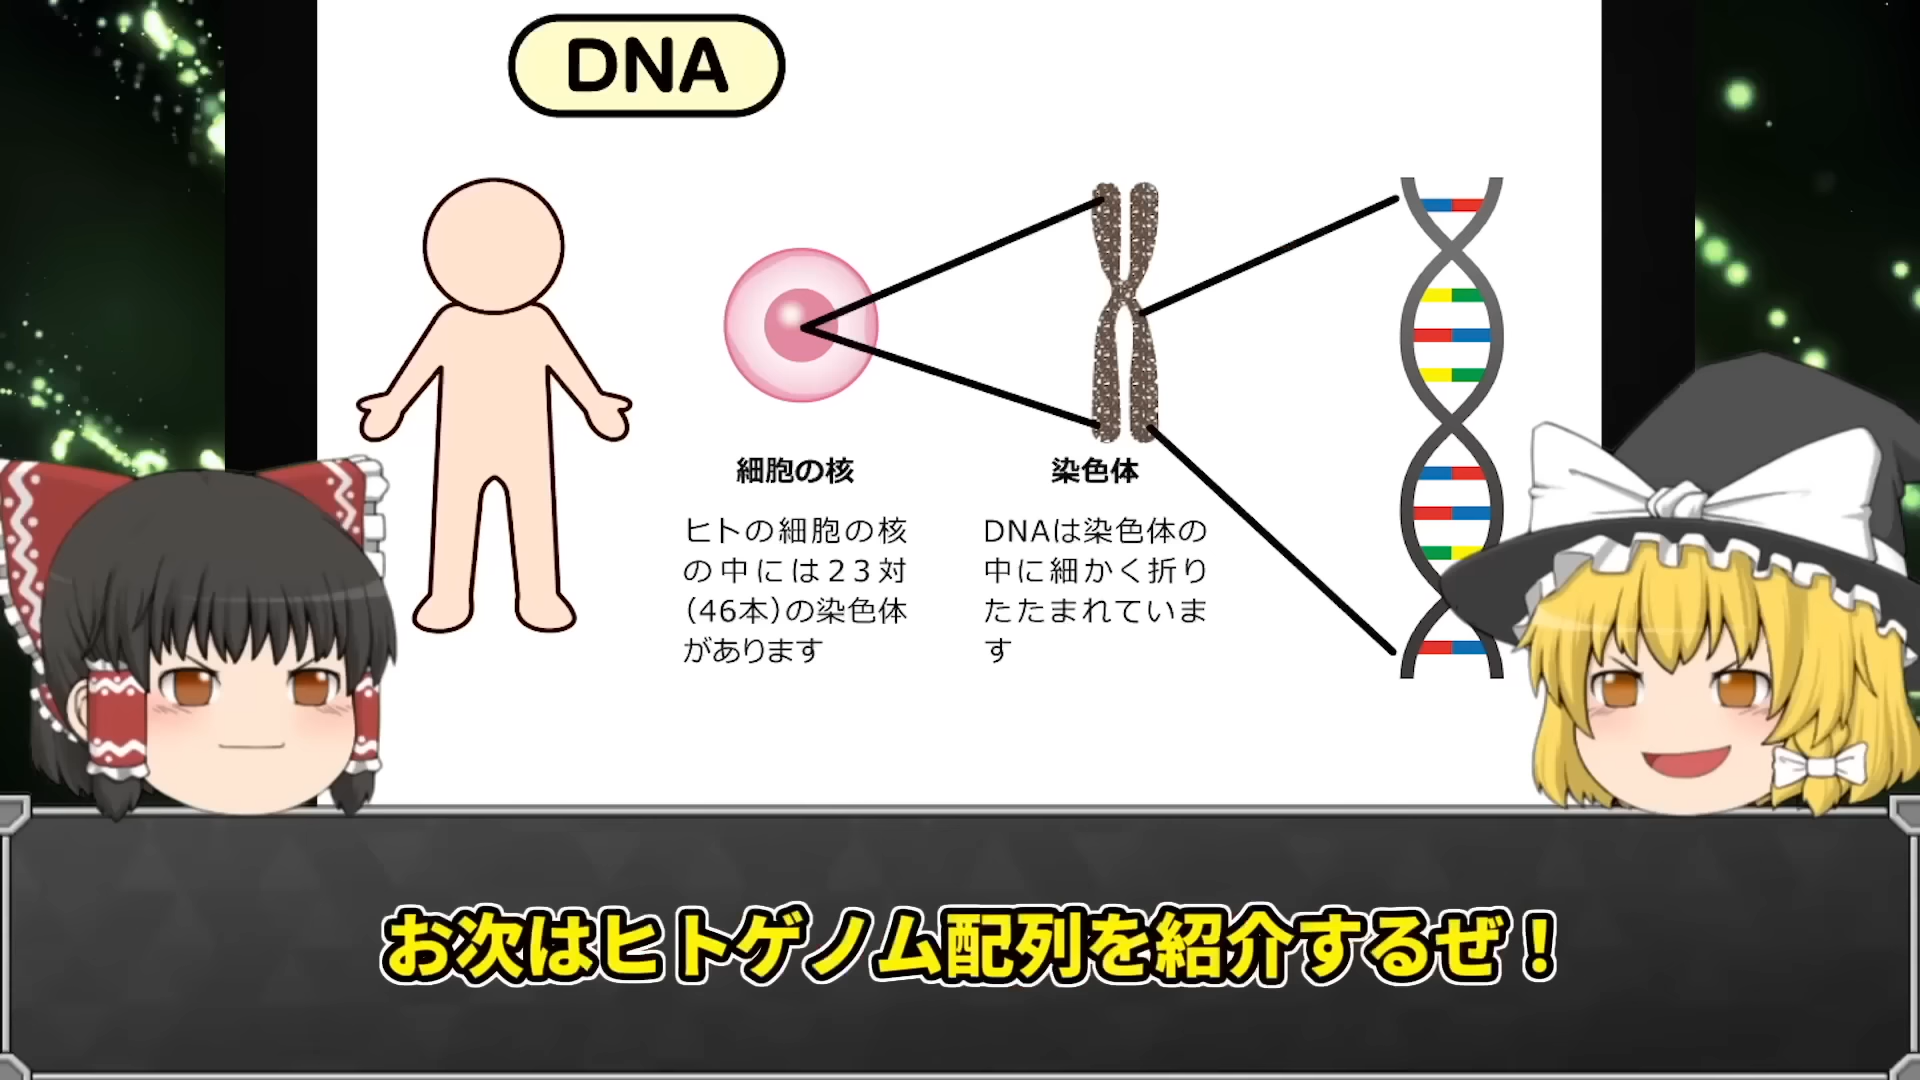 DNA
細胞の核
ヒトの細胞の核
の中には23対
(46本)の染色体
があります
染色体
DNAは染色体の
中に細かく折り
たたまれていま
す
お次はヒトゲノム配列を紹介するぜ！